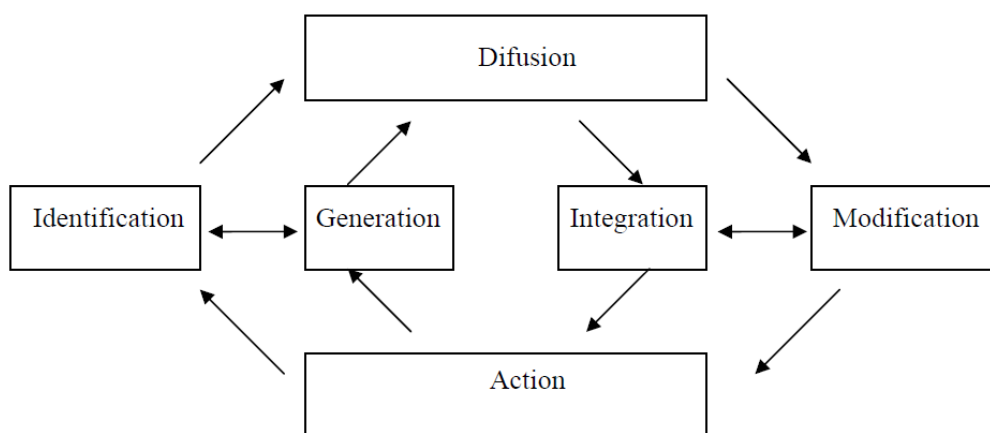 Difusion
Identification
Generation
Integration
Modification
Action